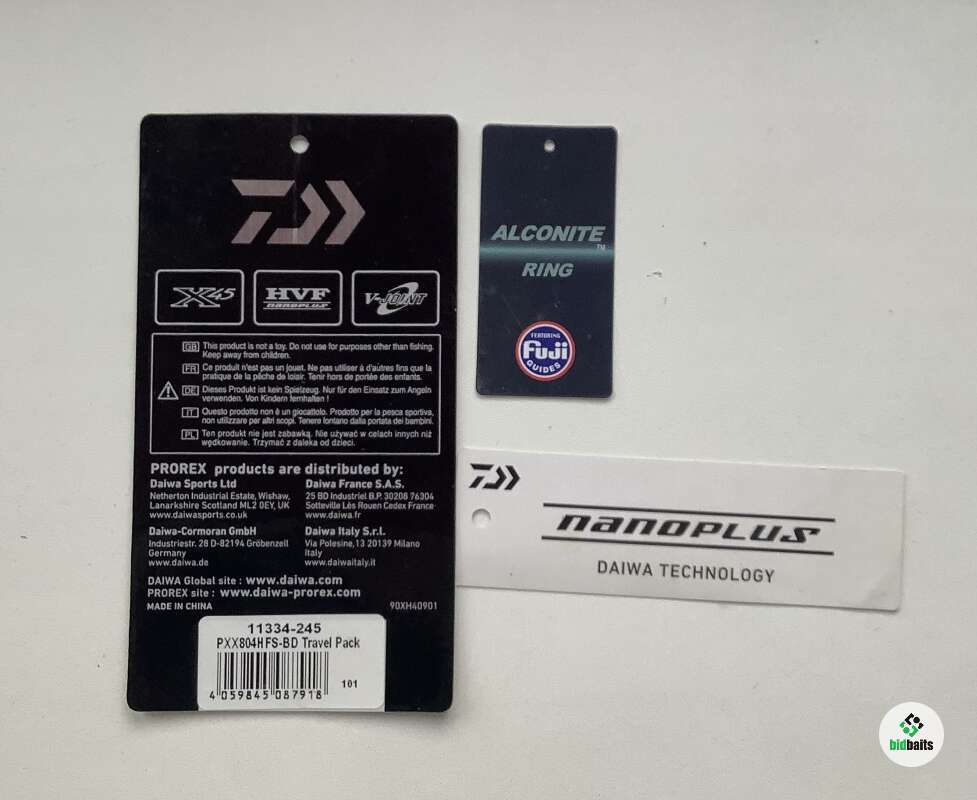 X45
HVF
NANOPLUS
V-JOINT
GB This product is not a toy. Do not use for purposes other than fishing.
Keep away from children.
FR Ce produit n'est pas un jouet. Ne pas utiliser à d'autres fins que la
pratique de la pêche de loisir. Tenir hors de portée des enfants.
DE Dieses Produkt ist kein Spielzeug. Nur für den Einsatz zum Angeln
verwenden. Von Kindern fernhalten !
IT Questo prodotto non è un giocattolo. Prodotto per la pesca sportiva,
non utilizzare per altri scopi. Tenere lontano dalla portata dei bambini.
PL Ten produkt nie jest zabawką. Nie używać w celach innych niż
wędkowanie. Trzymać z daleka od dzieci.
PROREX products are distributed by:
Daiwa Sports Ltd
Netherton Industrial Estate, Wishaw,
Lanarkshire Scotland ML2 0EY, UK
www.daiwasports.co.uk
Daiwa France S.A.S.
25 BD Industriel B.P. 30208 76304
Sotteville Lès Rouen Cedex France
www.daiwa.fr
Daiwa-Cormoran GmbH
Industriestr. 28 D-82194 Gröbenzell
Germany
www.daiwa.de
Daiwa Italy S.r.l.
Via Polesine,13 20139 Milano
Italy
www.daiwaitaly.it
DAIWA Global site : www.daiwa.com
PROREX site : www.daiwa-prorex.com
MADE IN CHINA 90XH40901
11334-245
PXX804HFS-BD Travel Pack
4 059845 087918 101
ALCONITE
TM
RING
FEATURING
Fuji
GUIDES
NANOPLUS
DAIWA TECHNOLOGY
bidbaits